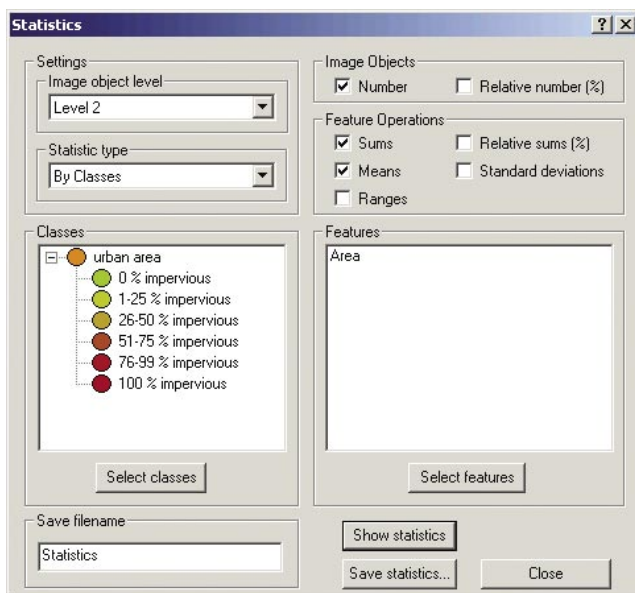 Statistics
Settings
Image object level
Level 2
Statistic type
By Classes
Image Objects
Number
Relative number (%)
Feature Operations
Sums
Relative sums (%)
Means
Standard deviations
Ranges
Classes
urban area
0 % impervious
1-25 % impervious
26-50 % impervious
51-75 % impervious
76-99 % impervious
100 % impervious
Select classes
Features
Area
Select features
Save filename
Statistics
Show statistics
Save statistics...
Close